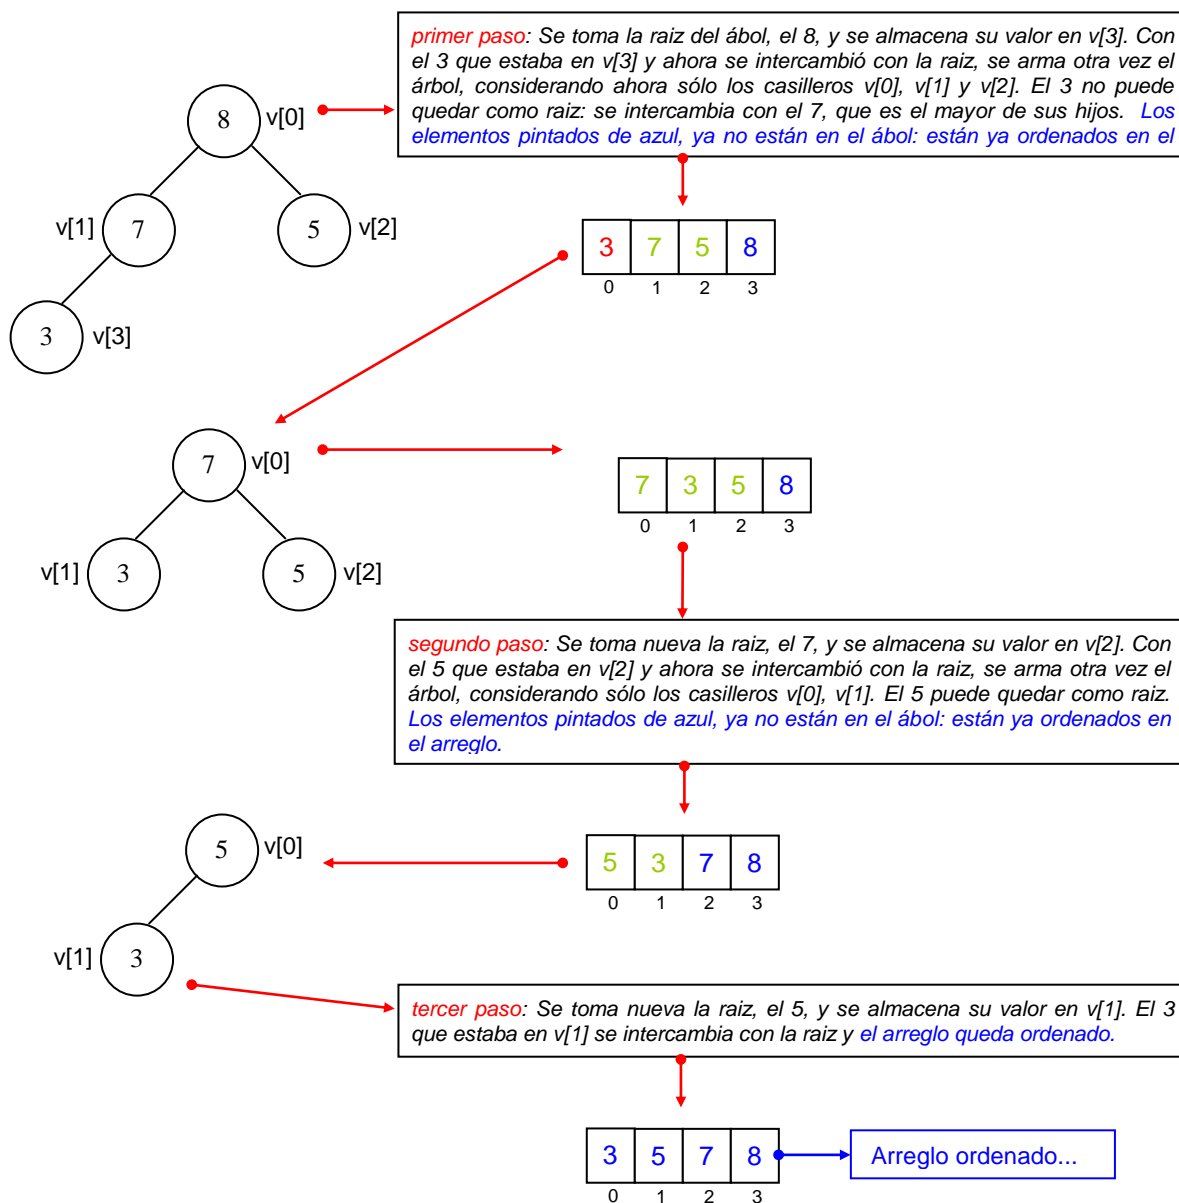 primer paso: Se toma la raiz del ábol, el 8, y se almacena su valor en v[3]. Con
el 3 que estaba en v[3] y ahora se intercambió con la raiz, se arma otra vez el
árbol, considerando ahora sólo los casilleros v[0], v[1] y v[2]. El 3 no puede
quedar como raiz: se intercambia con el 7, que es el mayor de sus hijos. Los
elementos pintados de azul, ya no están en el ábol: están ya ordenados en el
8 v[0]
v[1] 7 5 v[2]
3 v[3]
3 7 5 8
0 1 2 3
7 v[0]
v[1] 3 5 v[2]
7 3 5 8
0 1 2 3
segundo paso: Se toma nueva la raiz, el 7, y se almacena su valor en v[2]. Con
el 5 que estaba en v[2] y ahora se intercambió con la raiz, se arma otra vez el
árbol, considerando sólo los casilleros v[0], v[1]. El 5 puede quedar como raiz.
Los elementos pintados de azul, ya no están en el ábol: están ya ordenados en
el arreglo.
5 v[0]
v[1] 3
5 3 7 8
0 1 2 3
tercer paso: Se toma nueva la raiz, el 5, y se almacena su valor en v[1]. El 3
que estaba en v[1] se intercambia con la raiz y el arreglo queda ordenado.
3 5 7 8
0 1 2 3
Arreglo ordenado...